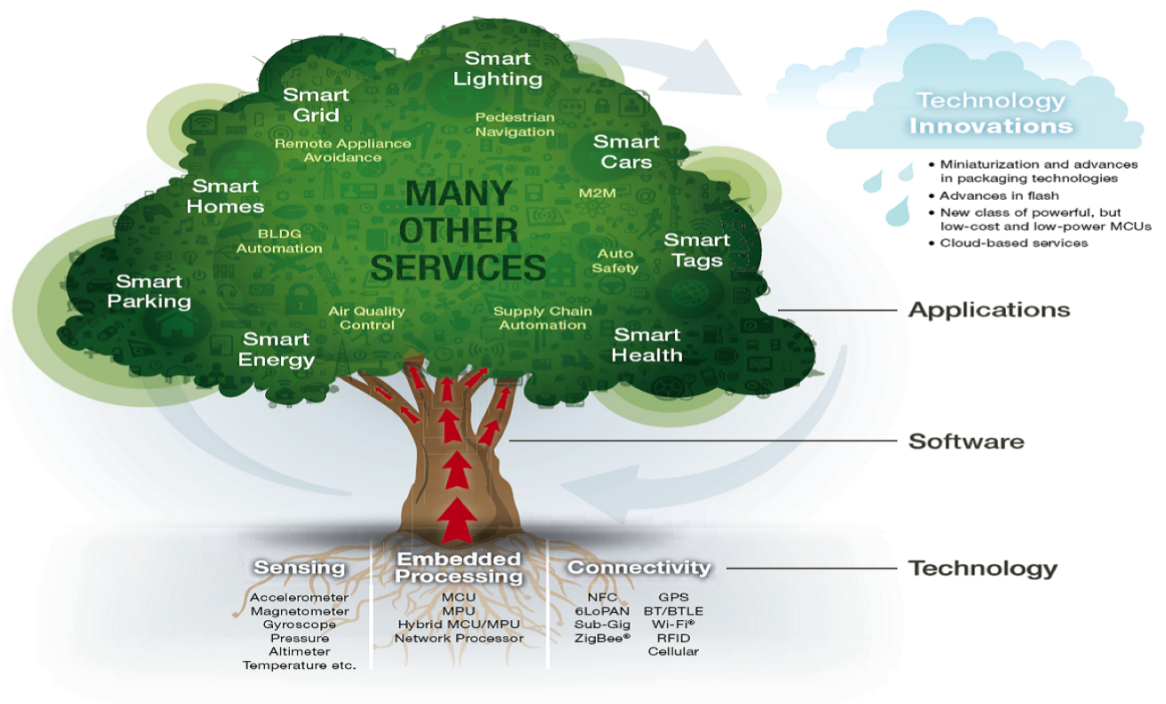 Smart
Lighting
Smart
Grid
Pedestrian
Navigation
Remote Appliance
Avoidance
Smart
Cars
Smart
Homes
M2M
MANY
OTHER
SERVICES
BLDG
Automation
Smart
Tags
Auto
Safety
Smart
Parking
Air Quality
Control
Supply Chain
Automation
Smart
Energy
Smart
Health
Technology
Innovations
• Miniaturization and advances
in packaging technologies
• Advances in flash
• New class of powerful, but
low-cost and low-power MCUs
• Cloud-based services
Applications
Software
Technology
Sensing
Accelerometer
Magnetometer
Gyroscope
Pressure
Altimeter
Temperature etc.
Embedded
Processing
MCU
MPU
Hybrid MCU/MPU
Network Processor
Connectivity
NFC
6LoPAN
Sub-Gig
ZigBee®
GPS
BT/BTLE
Wi-Fi®
RFID
Cellular